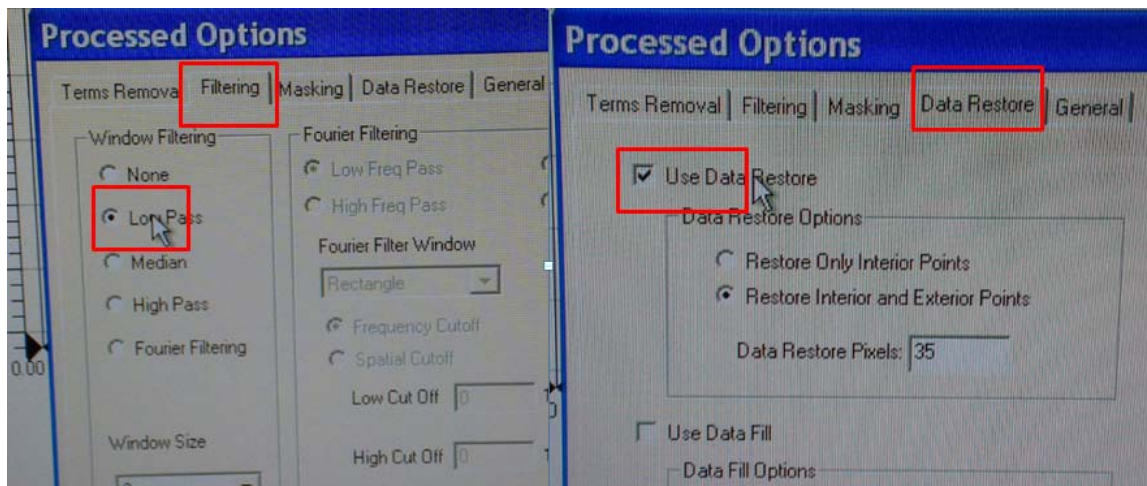 Processed Options
Terms Remova Filtering Masking Data Restore General
Window Filtering
None
Low Pass
Median
High Pass
Fourier Filtering
Window Size
Fourier Filtering
Low Freq Pass
High Freq Pass
Fourier Filter Window
Rectangle
Frequency Cutoff
Spatial Cutoff
Low Cut Off 0
High Cut Off 0
0.00
Processed Options
Terms Removal Filtering Masking Data Restore General
Use Data Restore
Data Restore Options
Restore Only Interior Points
Restore Interior and Exterior Points
Data Restore Pixels: 35
Use Data Fill
Data Fill Options